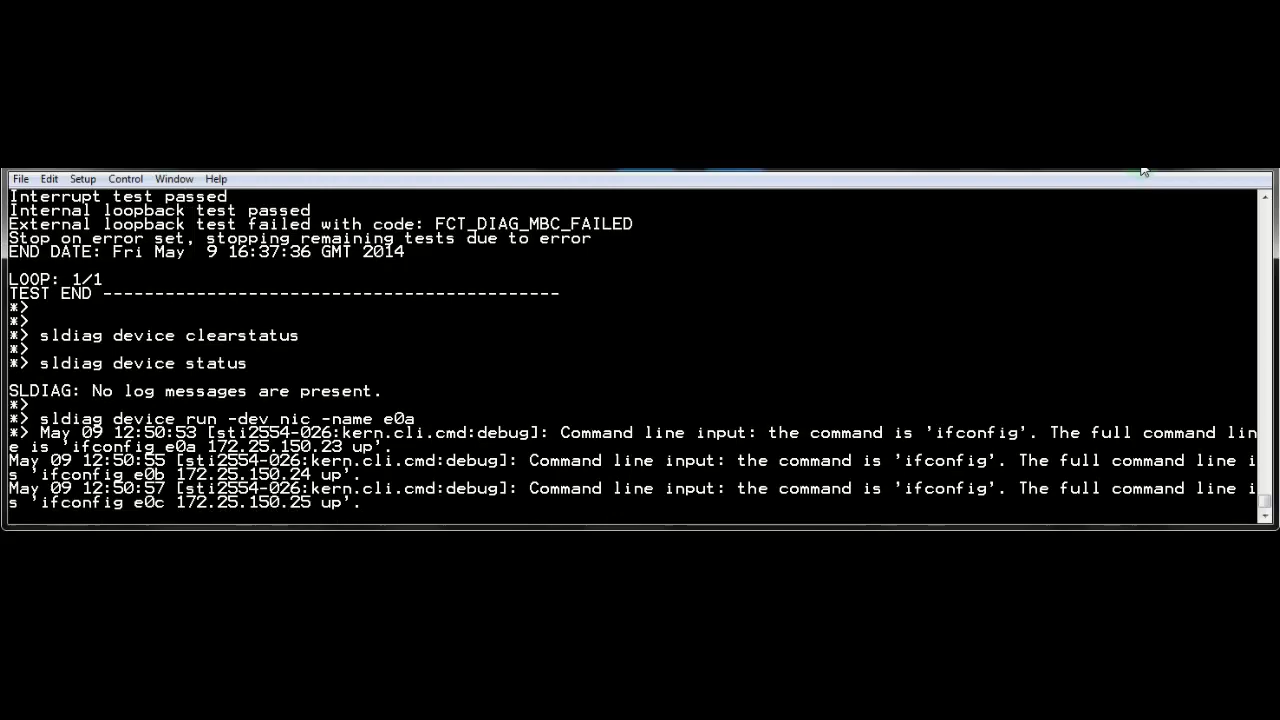 File Edit Setup Control Window Help
Interrupt test passed
Internal loopback test passed
External loopback test failed with code: FCT_DIAG_MBC_FAILED
Stop on error set, stopping remaining tests due to error
END DATE: Fri May  9 16:37:36 GMT 2014
LOOP: 1/1
TEST END --------------------------------------------
*>
*>
*> sldiag device clearstatus
*>
*> sldiag device status
SLDIAG: No log messages are present.
*>
*> sldiag device run -dev nic -name e0a
*> May 09 12:50:53 [sti2554-026:kern.cli.cmd:debug]: Command line input: the command is 'ifconfig'. The full command lin
e is 'ifconfig e0a 172.25.150.23 up'.
May 09 12:50:55 [sti2554-026:kern.cli.cmd:debug]: Command line input: the command is 'ifconfig'. The full command line i
s 'ifconfig e0b 172.25.150.24 up'.
May 09 12:50:57 [sti2554-026:kern.cli.cmd:debug]: Command line input: the command is 'ifconfig'. The full command line i
s 'ifconfig e0c 172.25.150.25 up'.